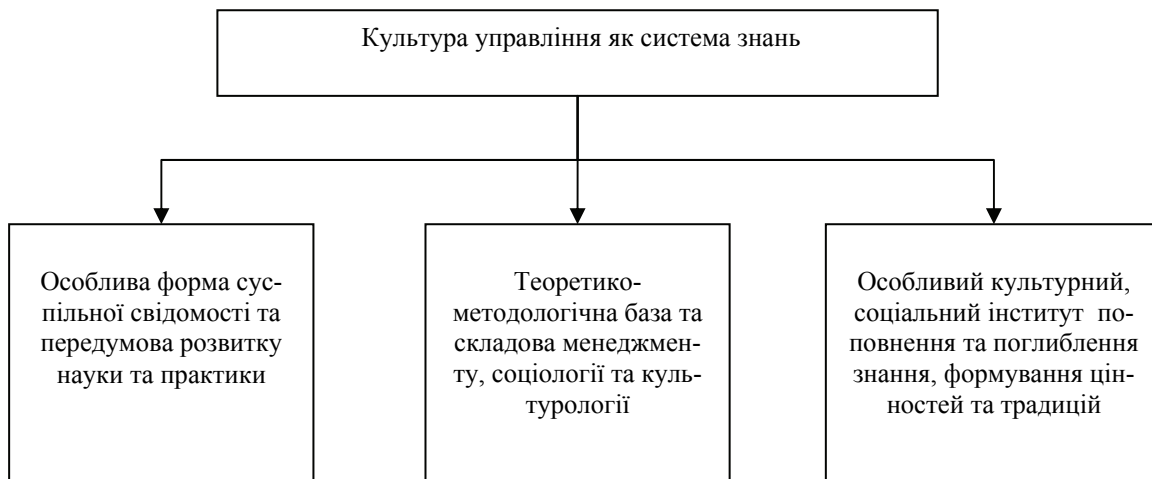 Культура управління як система знань
Особлива форма сус-
пільної свідомості та
передумова розвитку
науки та практики
Теоретико-
методологічна база та
складова менеджмен-
ту, соціології та куль-
турології
Особливий культурний,
соціальний інститут по-
повнення та поглиблення
знання, формування цін-
ностей та традицій